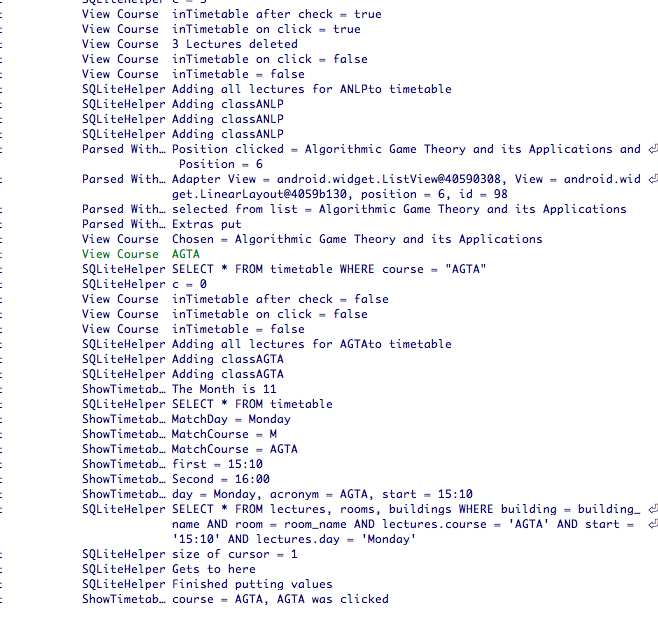 : SQLiteHelper c = 3
: View Course inTimetable after check = true
: View Course inTimetable on click = true
: View Course 3 Lectures deleted
: View Course inTimetable on click = false
: View Course inTimetable = false
: SQLiteHelper Adding all lectures for ANLPto timetable
: SQLiteHelper Adding classANLP
: SQLiteHelper Adding classANLP
: SQLiteHelper Adding classANLP
: Parsed With… Position clicked = Algorithmic Game Theory and its Applications and
Position = 6
: Parsed With… Adapter View = android.widget.ListView@40590308, View = android.wid
get.LinearLayout@4059b130, position = 6, id = 98
: Parsed With… selected from list = Algorithmic Game Theory and its Applications
: Parsed With… Extras put
: View Course Chosen = Algorithmic Game Theory and its Applications
: View Course AGTA
: SQLiteHelper SELECT * FROM timetable WHERE course = "AGTA"
: SQLiteHelper c = 0
: View Course inTimetable after check = false
: View Course inTimetable on click = false
: View Course inTimetable = false
: SQLiteHelper Adding all lectures for AGTAto timetable
: SQLiteHelper Adding classAGTA
: SQLiteHelper Adding classAGTA
: ShowTimetab… The Month is 11
: SQLiteHelper SELECT * FROM timetable
: ShowTimetab… MatchDay = Monday
: ShowTimetab… MatchCourse = M
: ShowTimetab… MatchCourse = AGTA
: ShowTimetab… first = 15:10
: ShowTimetab… Second = 16:00
: ShowTimetab… day = Monday, acronym = AGTA, start = 15:10
: SQLiteHelper SELECT * FROM lectures, rooms, buildings WHERE building = building_
name AND room = room_name AND lectures.course = 'AGTA' AND start =
'15:10' AND lectures.day = 'Monday'
: SQLiteHelper size of cursor = 1
: SQLiteHelper Gets to here
: SQLiteHelper Finished putting values
: ShowTimetab… course = AGTA, AGTA was clicked